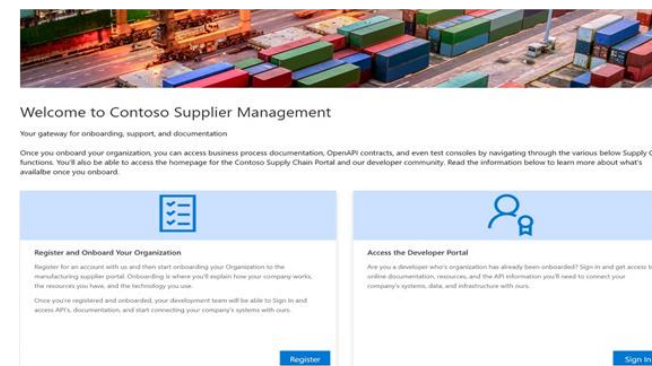 Welcome to Contoso Supplier Management
Your gateway for onboarding, support, and documentation
Once you onboard your organization, you can access business process documentation, OpenAPI contracts, and even test consoles by navigating through the various below Supply C
functions. You'll also be able to access the homepage for the Contoso Supply Chain Portal and our developer community. Read the information below to learn more about what's
availalbe once you onboard.
Register and Onboard Your Organization
Register for an account with us and then start onboarding your Organization to the
manufacturing supplier portal. Onboarding is where you'll explain how your company works,
the resources you have, and the technology you use.
Once you're registered and onboarded, your development team will be able to Sign In and
access API's, documentation, and start connecting your company's systems with ours.
Register
Access the Developer Portal
Are you a developer who's organization has already been onboarded? Sign in and get access to
online documentation, resources, and the API information you'll need to connect your
company's systems, data, and infrastructure with ours.
Sign In